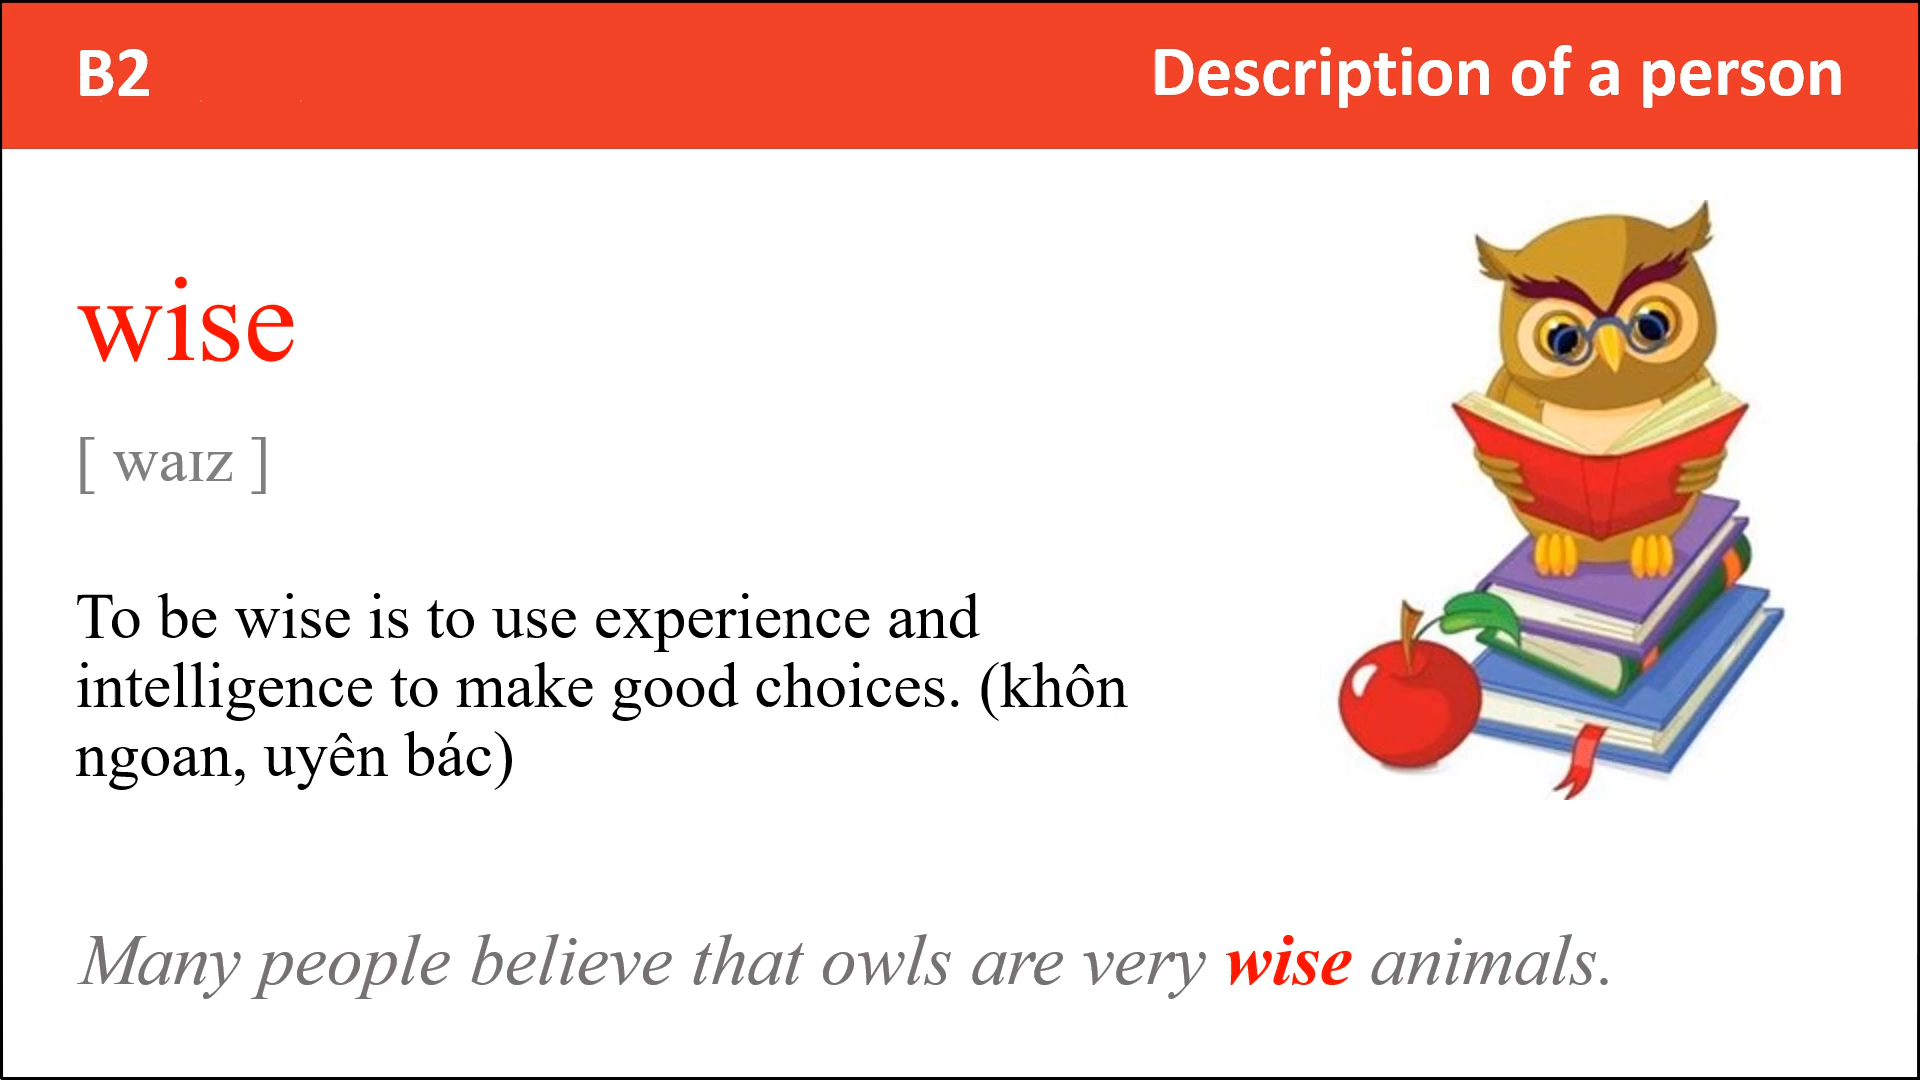 B2
Description of a person
wise
[ waɪz ]
To be wise is to use experience and
intelligence to make good choices. (khôn
ngoan, uyên bác)
Many people believe that owls are very wise animals.